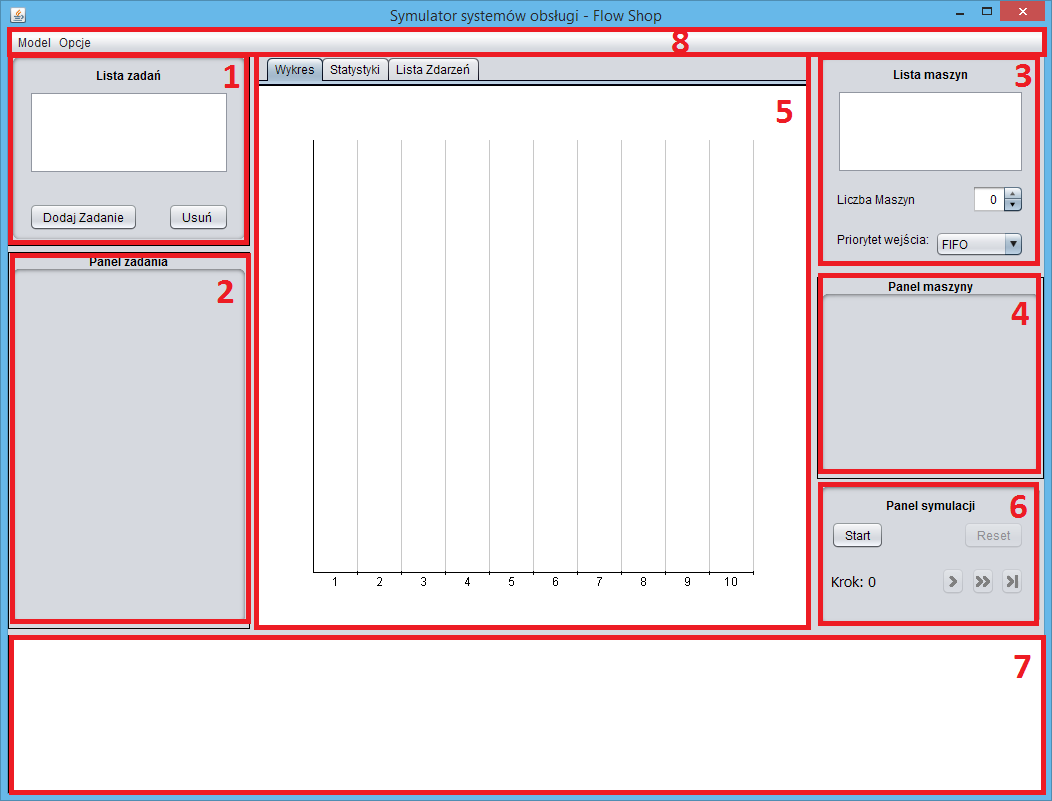 Symulator systemów obsługi - Flow Shop
Model Opcje
8
Lista zadań
1
Dodaj Zadanie
Usuń
Panel zadania
2
Wykres
Statystyki
Lista Zdarzeń
5
1 2 3 4 5 6 7 8 9 10
Lista maszyn
3
Liczba Maszyn
0
Priorytet wejścia:
FIFO
Panel maszyny
4
Panel symulacji
6
Start
Reset
Krok: 0
7